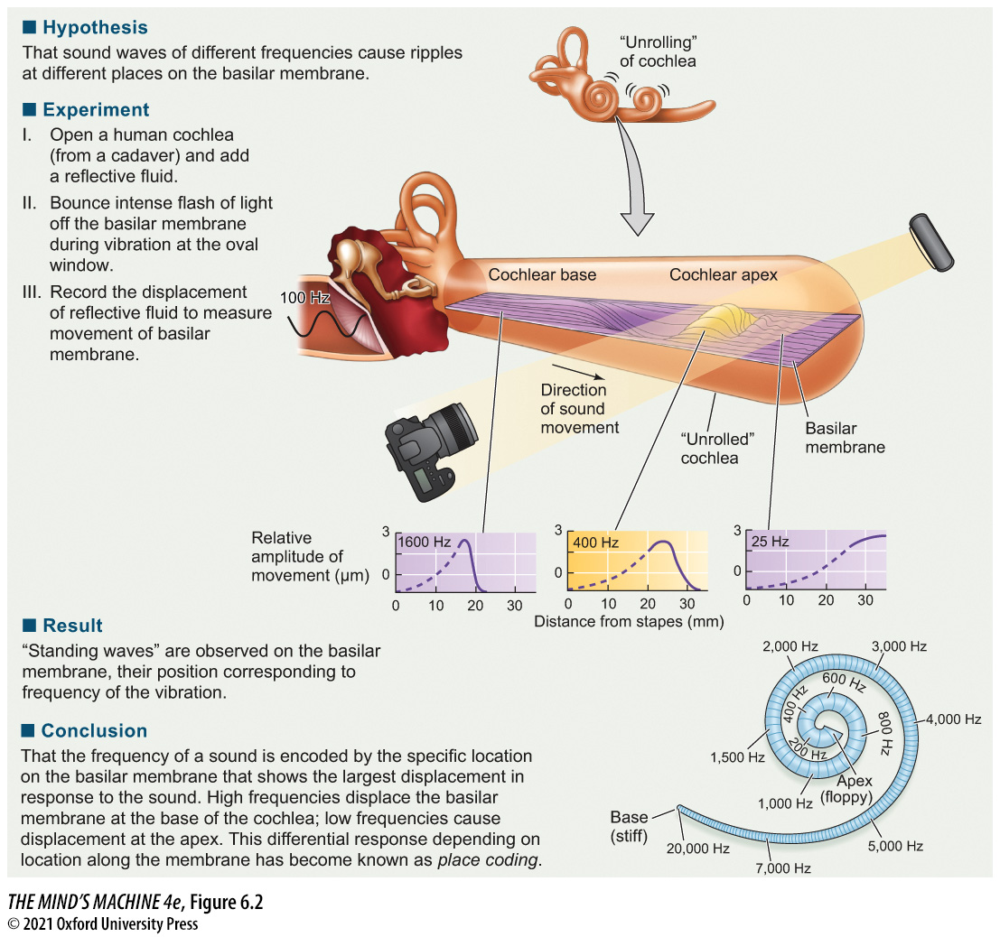 ■ Hypothesis
That sound waves of different frequencies cause ripples
at different places on the basilar membrane.
■ Experiment
I. Open a human cochlea
(from a cadaver) and add
a reflective fluid.
II. Bounce intense flash of light
off the basilar membrane
during vibration at the oval
window.
III. Record the displacement
of reflective fluid to measure
movement of basilar
membrane.
“Unrolling”
of cochlea
Cochlear base
Cochlear apex
100 Hz
Direction
of sound
movement
“Unrolled”
cochlea
Basilar
membrane
Relative
amplitude of
movement (μm)
3
0
1600 Hz
0 10 20 30
3
0
400 Hz
0 10 20 30
3
0
25 Hz
0 10 20 30
Distance from stapes (mm)
■ Result
“Standing waves” are observed on the basilar
membrane, their position corresponding to
frequency of the vibration.
■ Conclusion
That the frequency of a sound is encoded by the specific location
on the basilar membrane that shows the largest displacement in
response to the sound. High frequencies displace the basilar
membrane at the base of the cochlea; low frequencies cause
displacement at the apex. This differential response depending on
location along the membrane has become known as place coding.
2,000 Hz
3,000 Hz
600 Hz
400 Hz
800 Hz
4,000 Hz
200 Hz
1,500 Hz
Apex
(floppy)
1,000 Hz
Base
(stiff)
20,000 Hz
5,000 Hz
7,000 Hz
THE MIND’S MACHINE 4e, Figure 6.2
© 2021 Oxford University Press